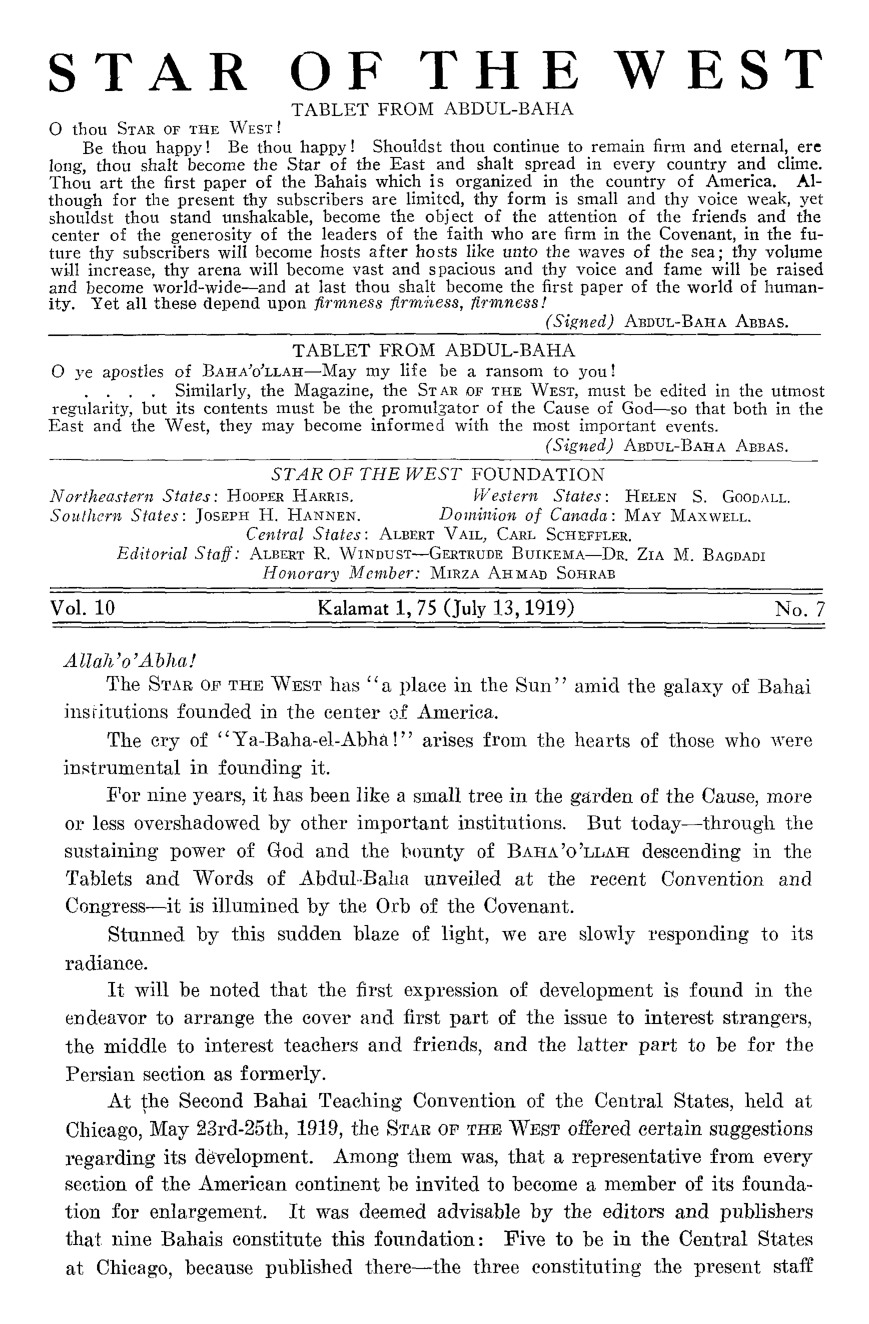 STAR OF THE WEST
TABLET FROM ABDUL-BAHA
O thou STAR OF THE WEST!
Be thou happy! Be thou happy! Shouldst thou continue to remain firm and eternal, ere
long, thou shalt become the Star of the East and shalt spread in every country and clime.
Thou art the first paper of the Bahais which is organized in the country of America. Al-
though for the present thy subscribers are limited, thy form is small and thy voice weak, yet
shouldst thou stand unshakable, become the object of the attention of the friends and the
center of the generosity of the leaders of the faith who are firm in the Covenant, in the fu-
ture thy subscribers will become hosts after hosts like unto the waves of the sea; thy volume
will increase, thy arena will become vast and spacious and thy voice and fame will be raised
and become world-wide—and at last thou shalt become the first paper of the world of human-
ity. Yet all these depend upon firmness firmness, firmness!
(Signed) ABDUL-BAHA ABBAS.
TABLET FROM ABDUL-BAHA
O ye apostles of BAHA'O'LLAH—May my life be a ransom to you!
. . . . Similarly, the Magazine, the STAR OF THE WEST, must be edited in the utmost
regularity, but its contents must be the promulgator of the Cause of God—so that both in the
East and the West, they may become informed with the most important events.
(Signed) ABDUL-BAHA ABBAS.
STAR OF THE WEST FOUNDATION
Northeastern States: HOOPER HARRIS. Western States: HELEN S. GOODALL.
Southern States: JOSEPH H. HANNEN. Dominion of Canada: MAY MAXWELL.
Central States: ALBERT VAIL, CARL SCHEFFLER.
Editorial Staff: ALBERT R. WINDUST—GERTRUDE BUIKEMA—DR. ZIA M. BAGDADI
Honorary Member: MIRZA AHMAD SOHRAB
Vol. 10 Kalamat 1, 75 (July 13, 1919) No. 7
Allah'o'Abha!
The STAR OF THE WEST has "a place in the Sun" amid the galaxy of Bahai
institutions founded in the center of America.
The cry of "Ya-Baha-el-Abha!" arises from the hearts of those who were
instrumental in founding it.
For nine years, it has been like a small tree in the garden of the Cause, more
or less overshadowed by other important institutions. But today—through the
sustaining power of God and the bounty of BAHA'O'LLAH descending in the
Tablets and Words of Abdul-Baha unveiled at the recent Convention and
Congress—it is illumined by the Orb of the Covenant.
Stunned by this sudden blaze of light, we are slowly responding to its
radiance.
It will be noted that the first expression of development is found in the
endeavor to arrange the cover and first part of the issue to interest strangers,
the middle to interest teachers and friends, and the latter part to be for the
Persian section as formerly.
At the Second Bahai Teaching Convention of the Central States, held at
Chicago, May 23rd-25th, 1919, the STAR OF THE WEST offered certain suggestions
regarding its development. Among them was, that a representative from every
section of the American continent be invited to become a member of its founda-
tion for enlargement. It was deemed advisable by the editors and publishers
that nine Bahais constitute this foundation: Five to be in the Central States
at Chicago, because published there—the three constituting the present staff